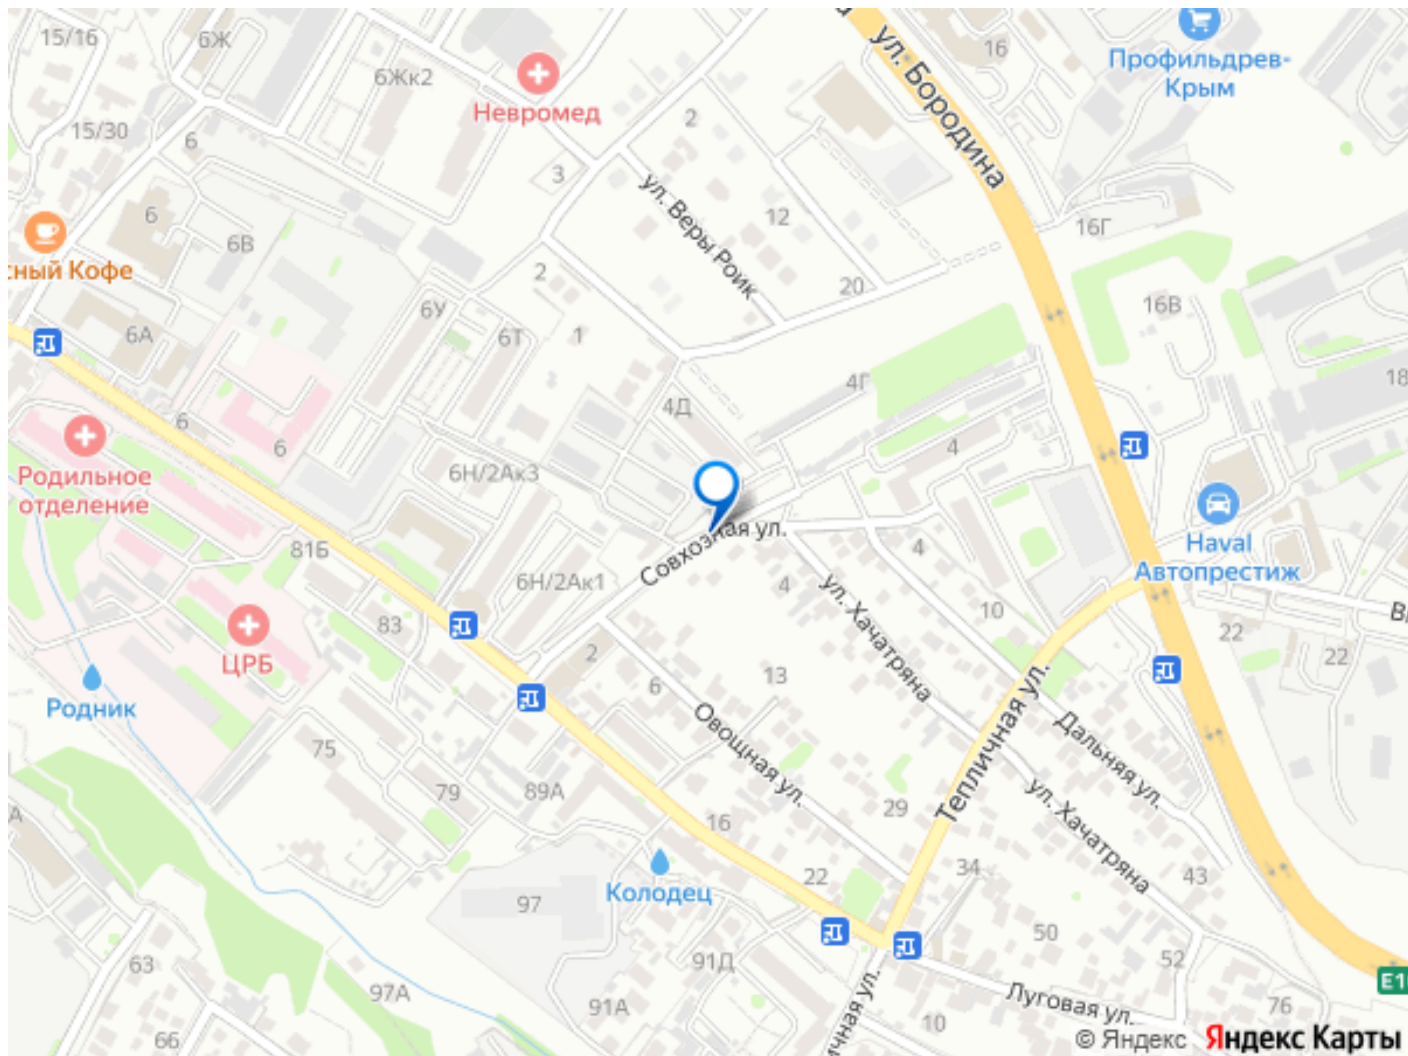 15/16
6Ж
6Жк2
Невромед
ул. Бородина
16
Профильдрев-
Крым
15/30
6
2
3
ул. Веры Роик
12
16Г
6
6В
сный Кофе
2
20
6У
6Т
1
16В
6А
4Г
18
6
6
4Д
4
Родильное
отделение
6Н/2Ак3
Haval
Автопрестиж
81Б
6Н/2Ак1
Совхозная ул.
4
4
ул. Хачатряна
10
83
ЦРБ
2
22
22
6
13
Родник
75
Овощная ул.
Тепличная ул.
Дальняя ул.
79
89А
16
29
ул. Хачатряна
Колодец
22
34
43
97
50
52
63
91Д
97А
91А
Луговая ул.
76
66
10
ичная ул.
E1
© Яндекс
Яндекс Карты